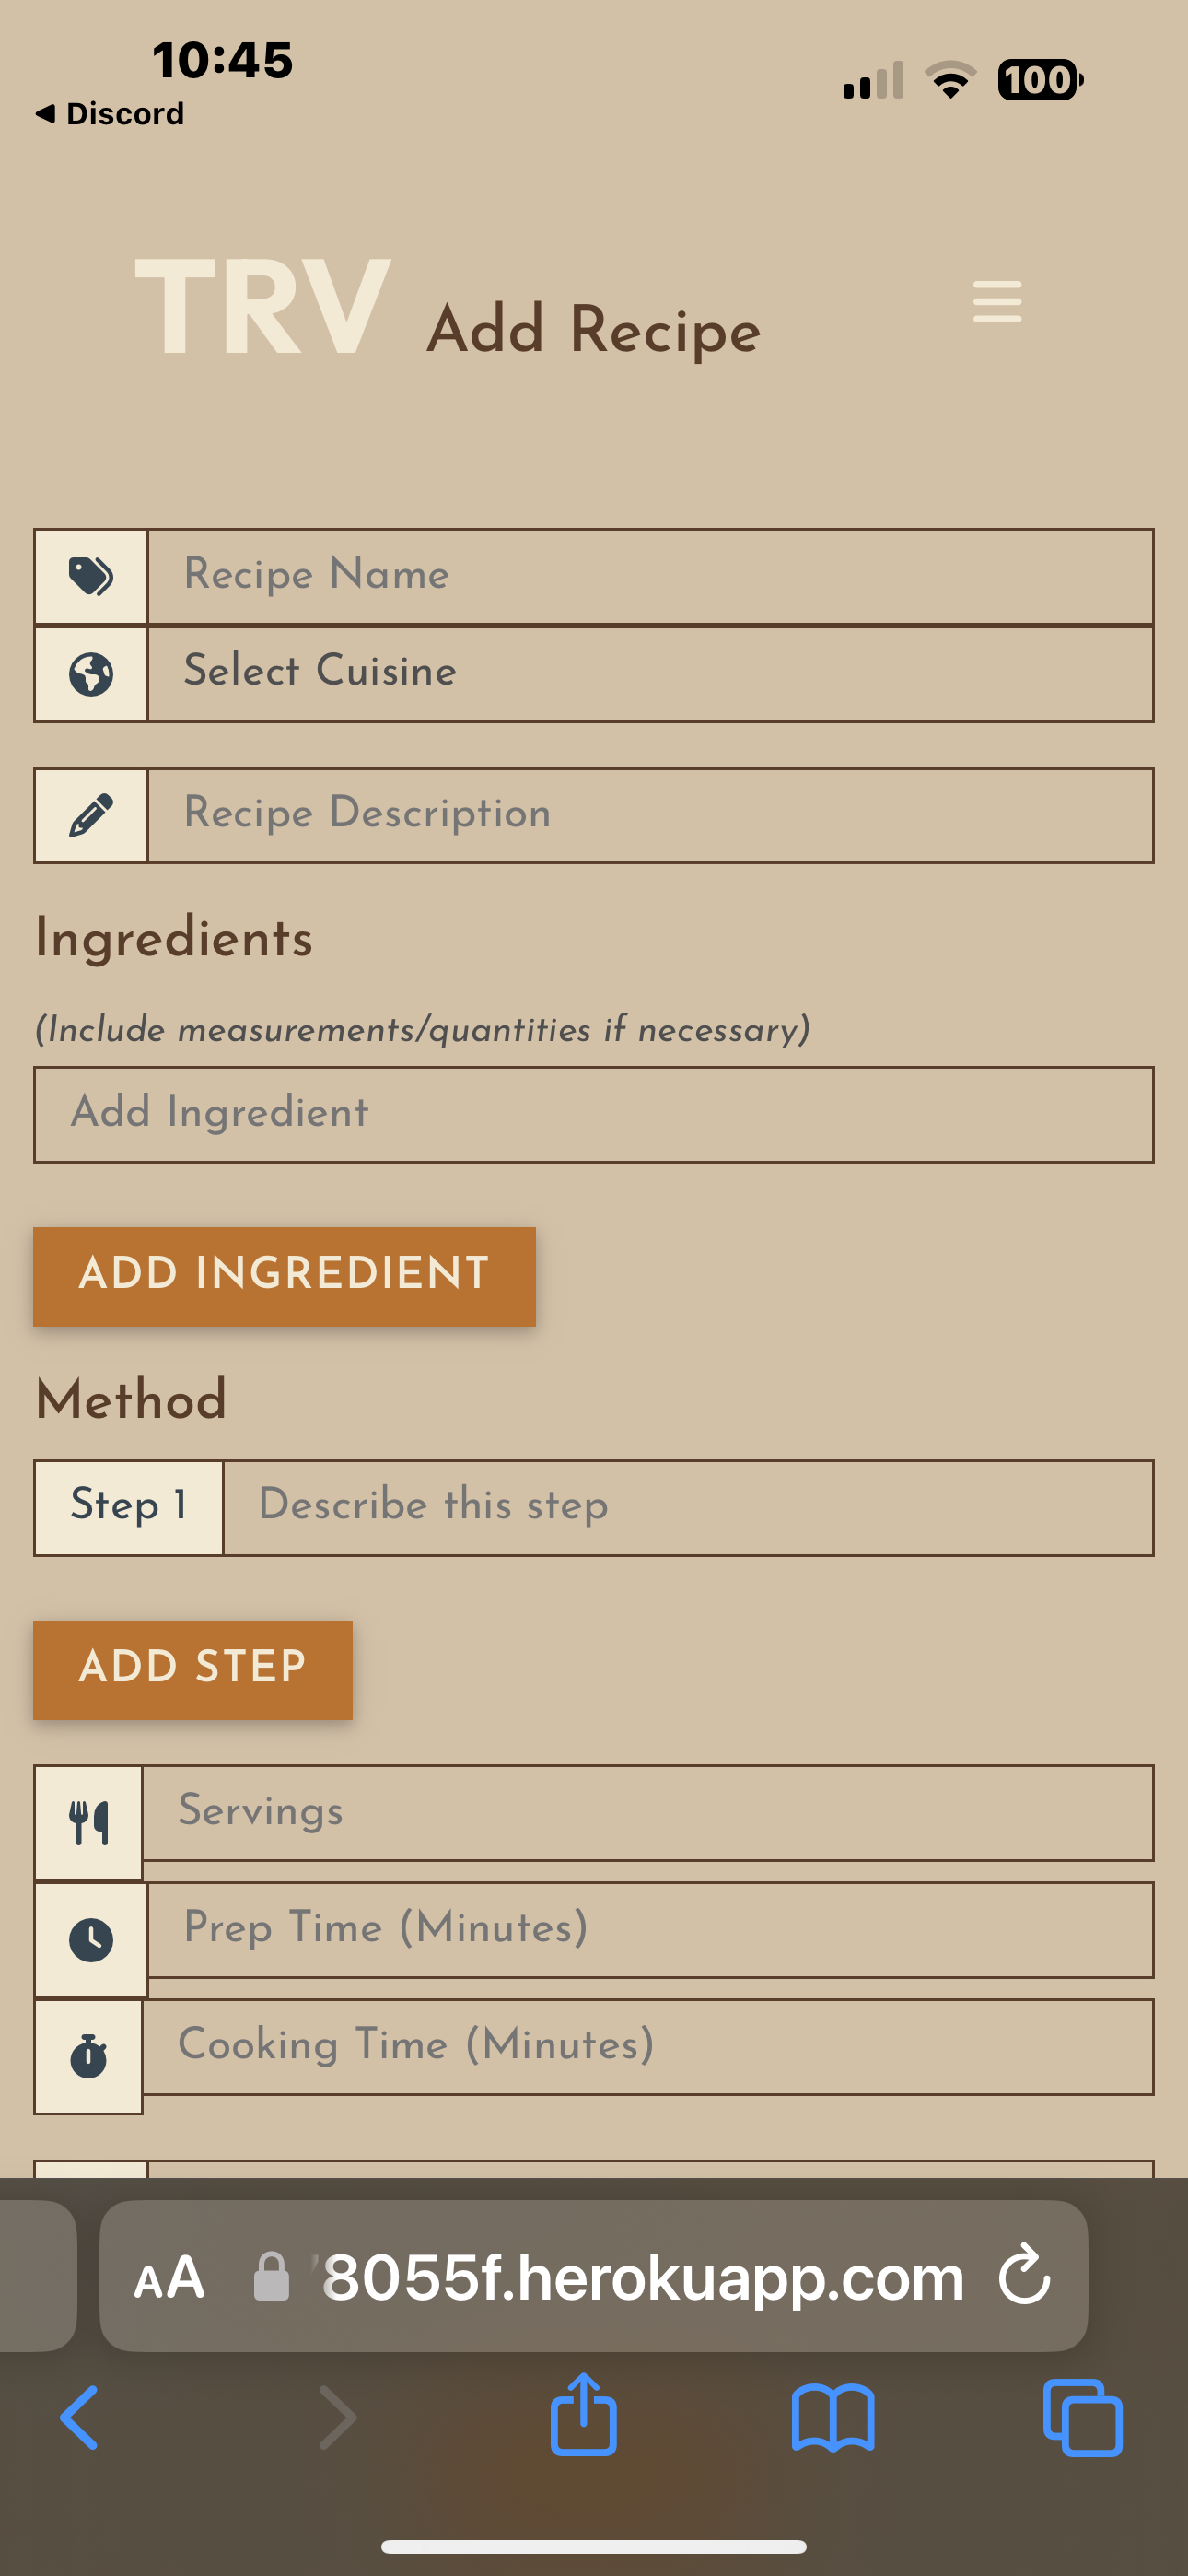 10:45
100
Discord
TRV Add Recipe
Recipe Name
Select Cuisine
Recipe Description
Ingredients
(Include measurements/quantities if necessary)
Add Ingredient
ADD INGREDIENT
Method
Step 1 Describe this step
ADD STEP
Servings
Prep Time (Minutes)
Cooking Time (Minutes)
AA 8055f.herokuapp.com